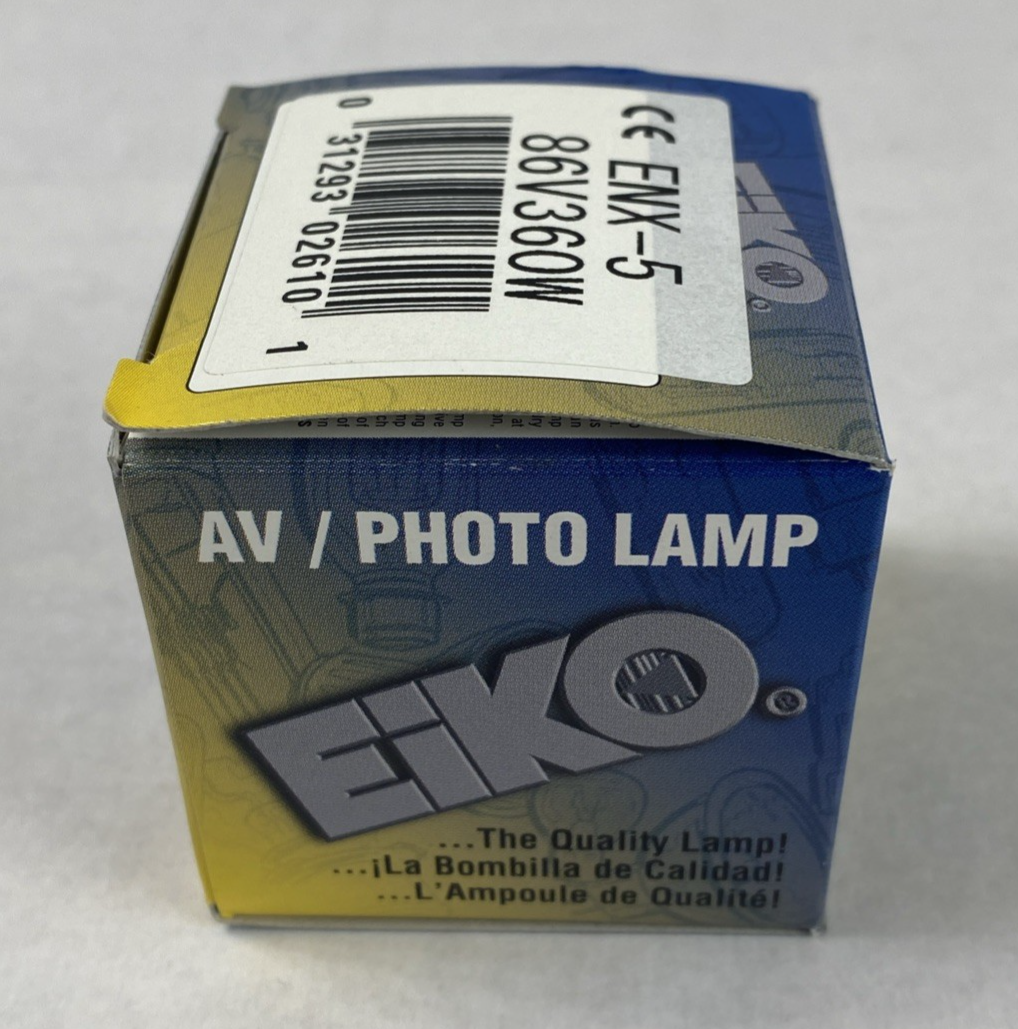 CE ENX-5
86V360W
0 31293 02610 1
EiKO
AV / PHOTO LAMP
EiKO®
...The Quality Lamp!
...¡La Bombilla de Calidad!
...L'Ampoule de Qualité!